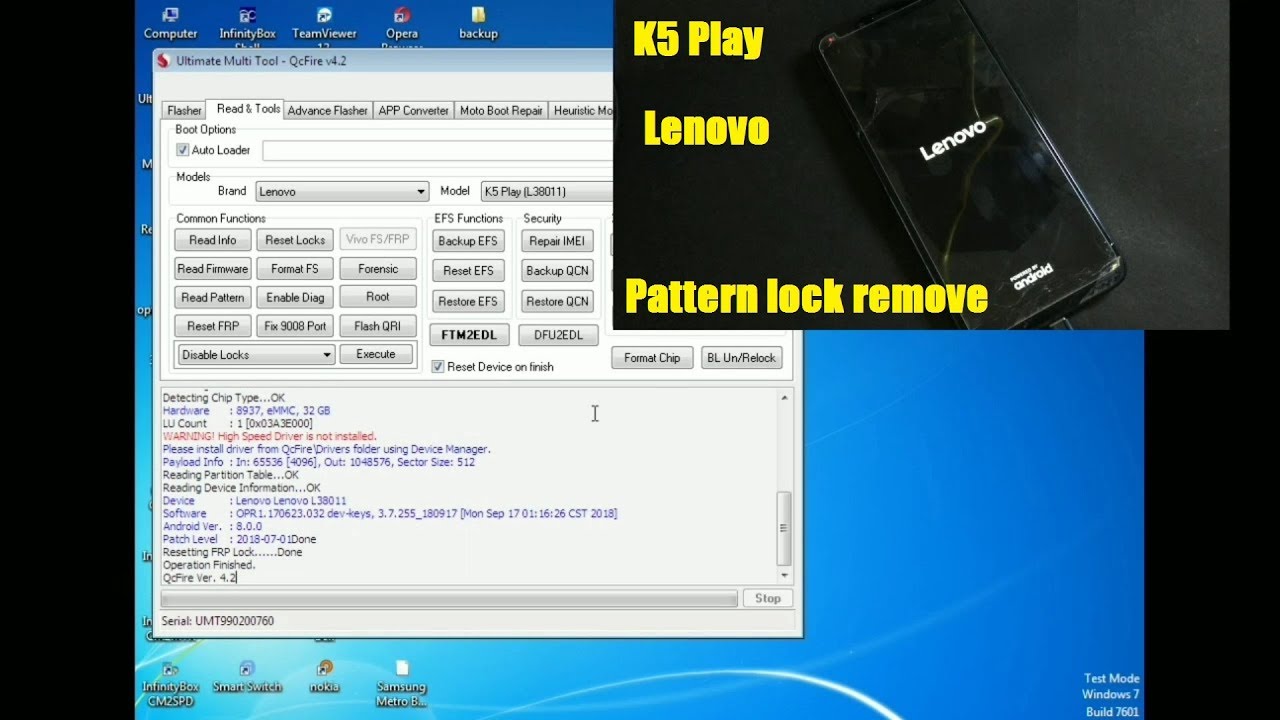 Computer
InfinityBox
Shell
TeamViewer
12
Opera
backup
K5 Play
Lenovo
Pattern lock remove
Lenovo
POWERED BY
android
Ultimate Multi Tool - QcFire v4.2
Flasher
Read & Tools
Advance Flasher
APP Converter
Moto Boot Repair
Heuristic Mo
Boot Options
Auto Loader
Models
Brand
Lenovo
Model
K5 Play (L38011)
Common Functions
EFS Functions
Security
Read Info
Reset Locks
Vivo FS/FRP
Backup EFS
Repair IMEI
Read Firmware
Format FS
Forensic
Reset EFS
Backup QCN
Read Pattern
Enable Diag
Root
Restore EFS
Restore QCN
Reset FRP
Fix 9008 Port
Flash QRI
FTM2EDL
DFU2EDL
Disable Locks
Execute
Reset Device on finish
Format Chip
BL Un/Relock
Detecting Chip Type...OK
Hardware : 8937, eMMC, 32 GB
LU Count : 1 [0x03A3E000]
WARNING! High Speed Driver is not installed.
Please install driver from QcFire\Drivers folder using Device Manager.
Payload Info : In: 65536 [4096], Out: 1048576, Sector Size: 512
Reading Partition Table...OK
Reading Device Information...OK
Device : Lenovo Lenovo L38011
Software : OPR1.170623.032 dev-keys, 3.7.255_180917 [Mon Sep 17 01:16:26 CST 2018]
Android Ver. : 8.0.0
Patch Level : 2018-07-01Done
Resetting FRP Lock......Done
Operation Finished.
QcFire Ver. 4.2
Stop
Serial: UMT990200760
InfinityBox
CM2SPD
Smart Switch
nokia
Samsung
Metro B...
Test Mode
Windows 7
Build 7601